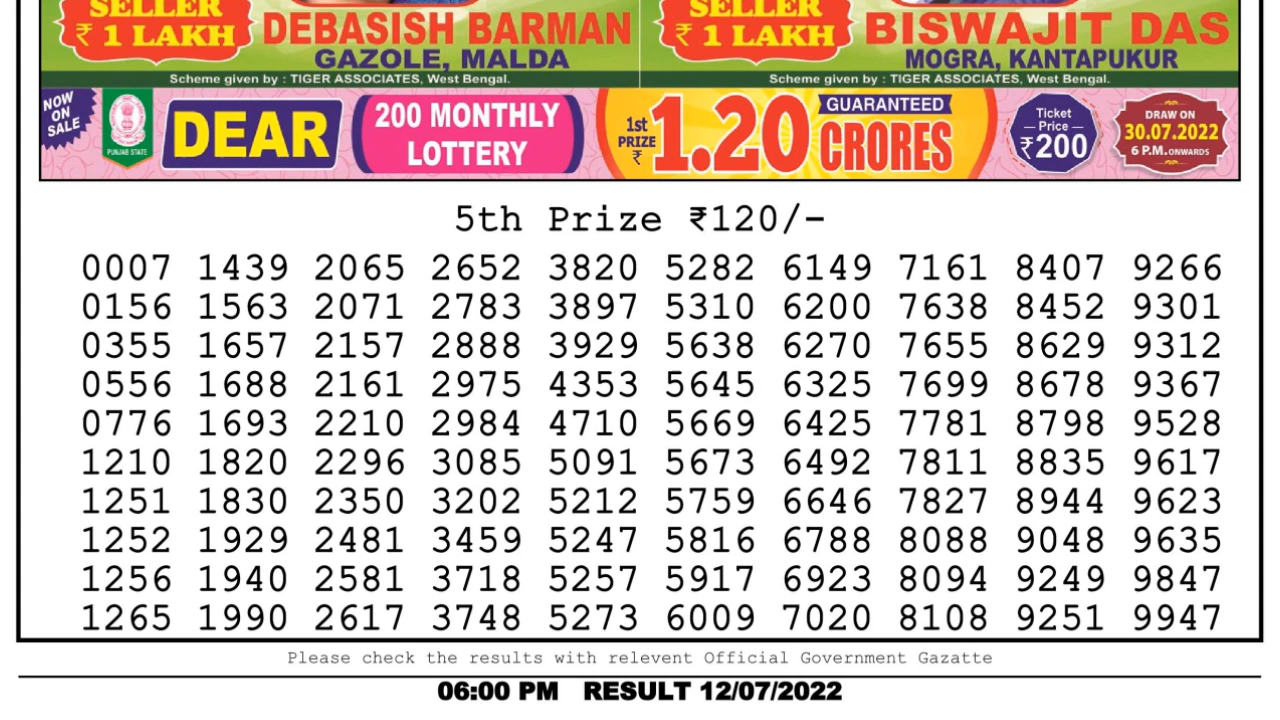 SELLER
₹ 1 LAKH
DEBASISH BARMAN
GAZOLE, MALDA
Scheme given by : TIGER ASSOCIATES, West Bengal.
SELLER
₹ 1 LAKH
BISWAJIT DAS
MOGRA, KANTAPUKUR
Scheme given by : TIGER ASSOCIATES, West Bengal.
NOW
ON
SALE
PUNJAB STATE
DEAR
200 MONTHLY
LOTTERY
1st
PRIZE
₹
1.20
GUARANTEED
CRORES
Ticket
Price
₹200
DRAW ON
30.07.2022
6 P.M. ONWARDS
5th Prize ₹120/-
0007 1439 2065 2652 3820 5282 6149 7161 8407 9266
0156 1563 2071 2783 3897 5310 6200 7638 8452 9301
0355 1657 2157 2888 3929 5638 6270 7655 8629 9312
0556 1688 2161 2975 4353 5645 6325 7699 8678 9367
0776 1693 2210 2984 4710 5669 6425 7781 8798 9528
1210 1820 2296 3085 5091 5673 6492 7811 8835 9617
1251 1830 2350 3202 5212 5759 6646 7827 8944 9623
1252 1929 2481 3459 5247 5816 6788 8088 9048 9635
1256 1940 2581 3718 5257 5917 6923 8094 9249 9847
1265 1990 2617 3748 5273 6009 7020 8108 9251 9947
Please check the results with relevent Official Government Gazatte
06:00 PM RESULT 12/07/2022